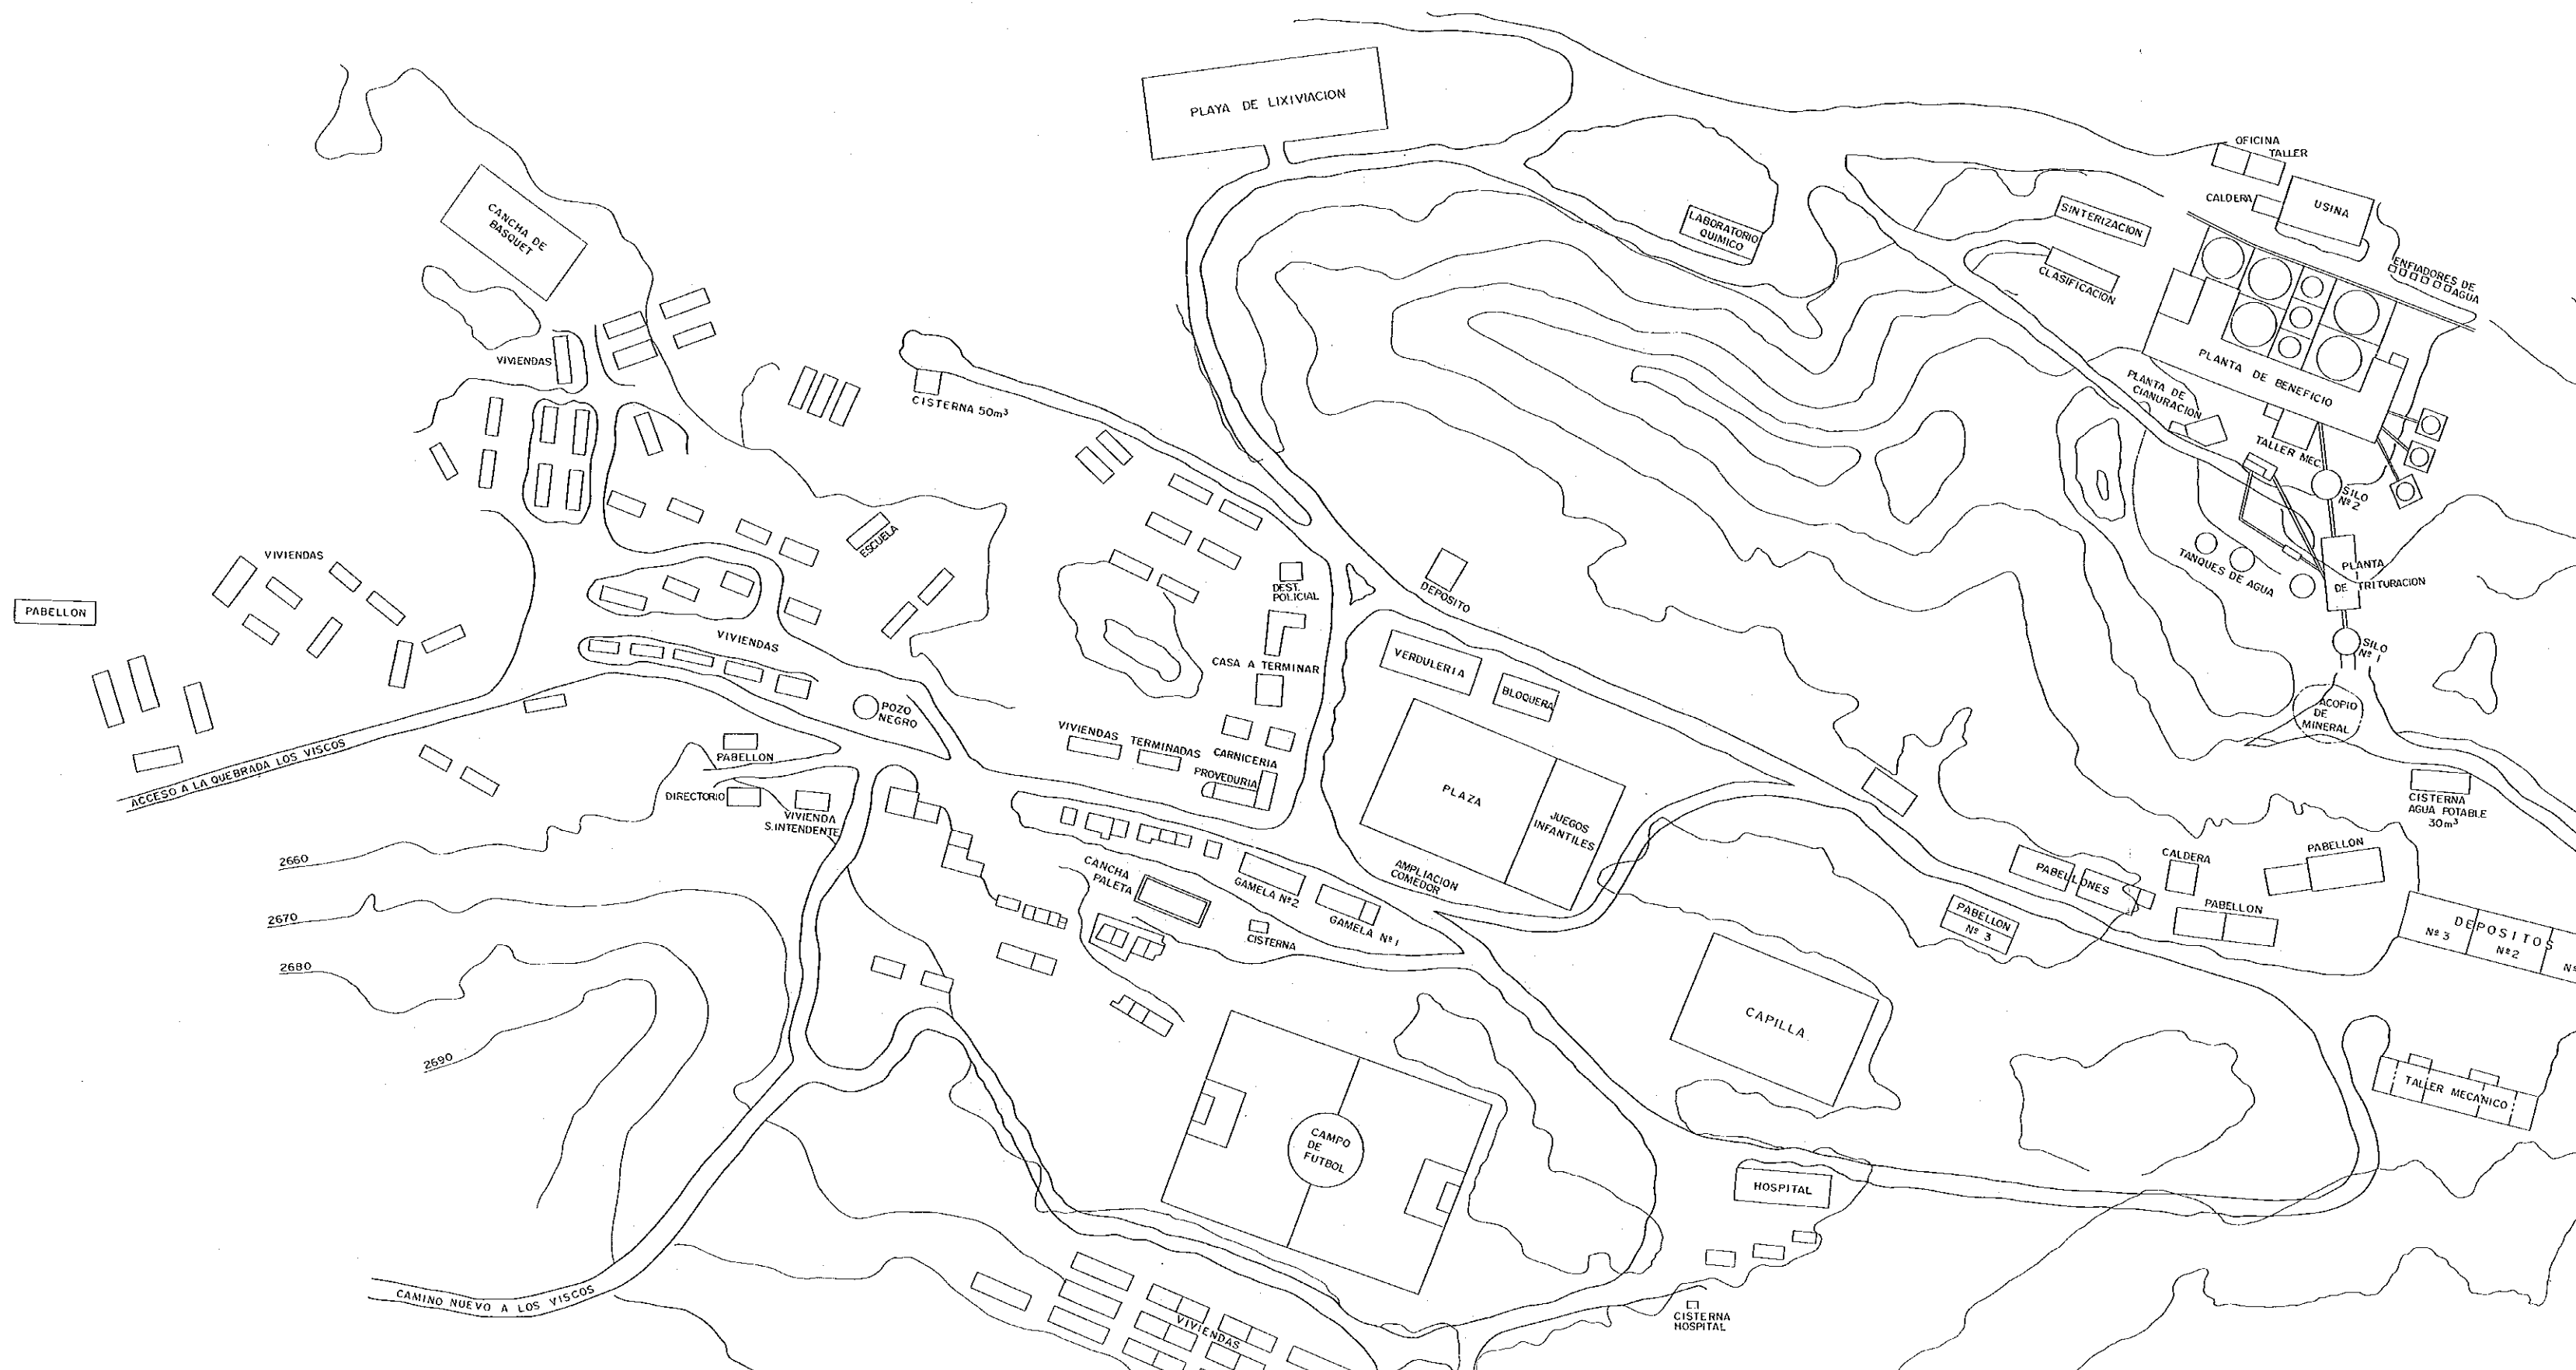 PLAYA DE LIXIVIACION
OFICINA
TALLER
CALDERA
USINA
CANCHA DE
BASQUET
LABORATORIO
QUIMICO
SINTERIZACION
CLASIFICACION
ENFIADORES DE
AGUA
VIVIENDAS
CISTERNA 50m³
PLANTA DE BENEFICIO
PLANTA DE
CIANURACION
TALLER MEC.
SILO
Nº 2
ESCUELA
VIVIENDAS
PABELLON
DEST.
POLICIAL
DEPOSITO
TANQUES DE AGUA
PLANTA
DE TRITURACION
VIVIENDAS
CASA A TERMINAR
VERDULERIA
BLOQUERA
SILO
Nº 1
POZO
NEGRO
ACOPIO
DE
MINERAL
ACCESO A LA QUEBRADA LOS VISCOS
PABELLON
VIVIENDAS TERMINADAS
CARNICERIA
PROVEDURIA
DIRECTORIO
VIVIENDA
S.INTENDENTE
PLAZA
JUEGOS
INFANTILES
CISTERNA
AGUA POTABLE
30m³
2660
CANCHA
PALETA
GAMELA Nº2
GAMELA Nº1
AMPLIACION
COMEDOR
PABELLONES
CALDERA
PABELLON
PABELLON
PABELLON
Nº 3
2670
CISTERNA
DEPOSITOS
Nº 3
Nº 2
Nº
2680
CAPILLA
2690
TALLER MECANICO
CAMPO
DE
FUTBOL
HOSPITAL
CAMINO NUEVO A LOS VISCOS
VIVIENDAS
CISTERNA
HOSPITAL